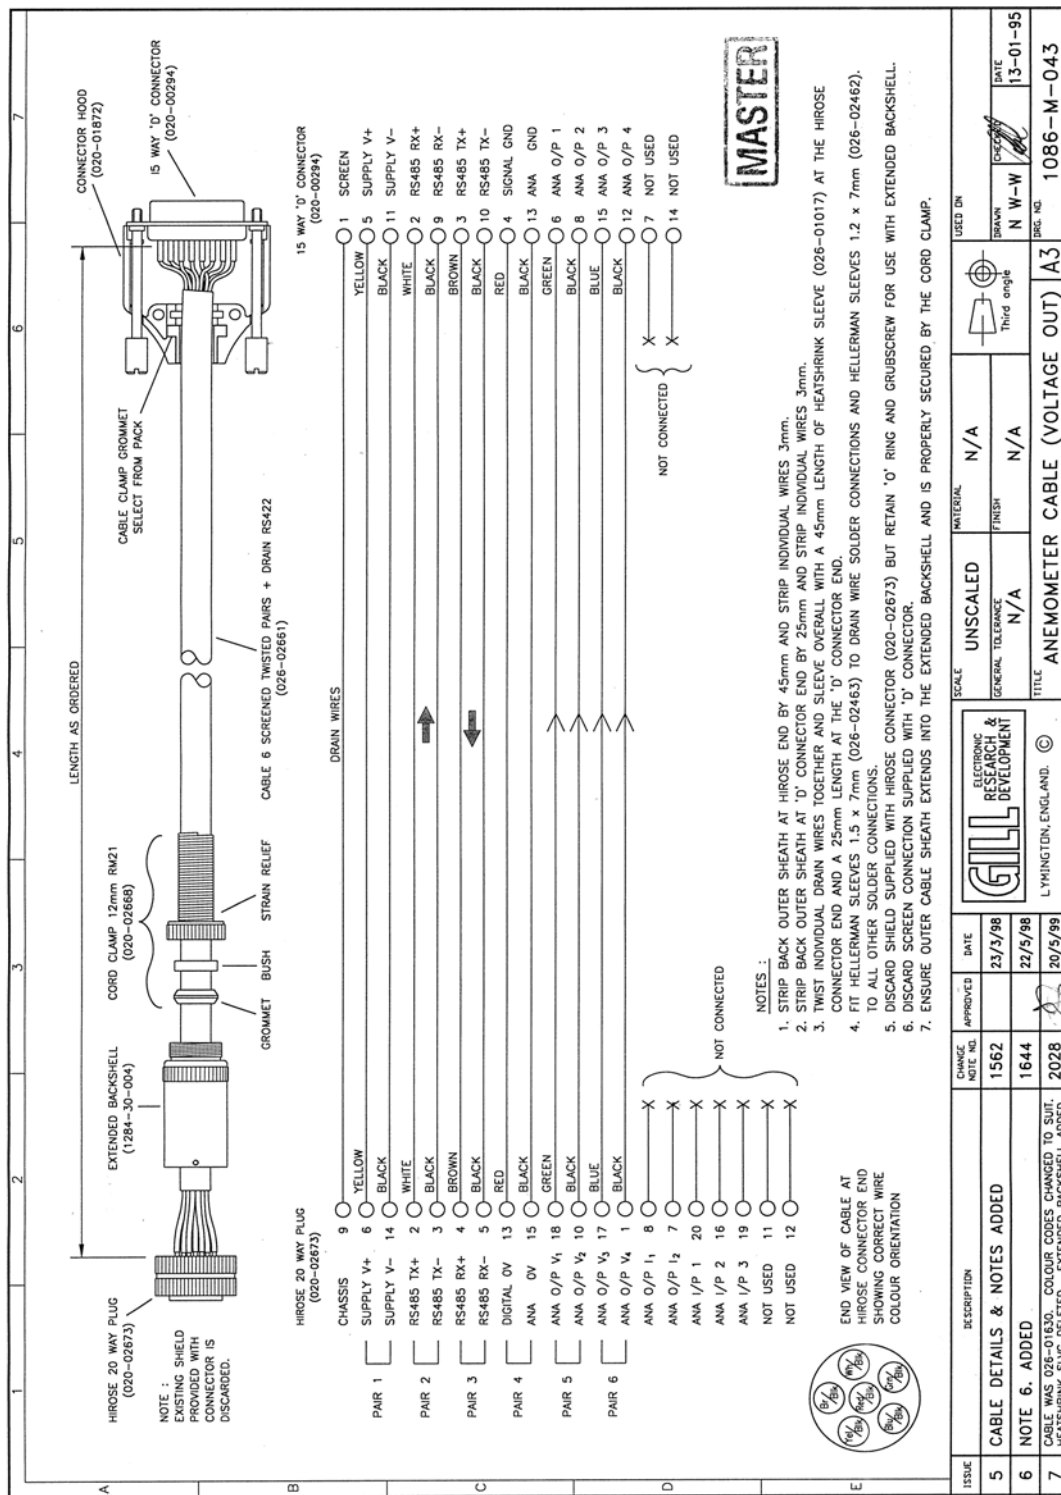 1
2
3
4
5
6
7
A
B
C
D
E
HIROSE 20 WAY PLUG
(020-02673)
NOTE :
EXISTING SHIELD
PROVIDED WITH
CONNECTOR IS
DISCARDED.
EXTENDED BACKSHELL
(1284-30-004)
CORD CLAMP 12mm RM21
(020-02668)
GROMMET
BUSH
STRAIN RELIEF
LENGTH AS ORDERED
CABLE 6 SCREENED TWISTED PAIRS + DRAIN RS422
(026-02661)
CABLE CLAMP GROMMET
SELECT FROM PACK
CONNECTOR HOOD
(020-01872)
15 WAY 'D' CONNECTOR
(020-00294)
HIROSE 20 WAY PLUG
(020-02673)
15 WAY 'D' CONNECTOR
(020-00294)
DRAIN WIRES
CHASSIS 9 1 SCREEN
PAIR 1
SUPPLY V+ 6 YELLOW YELLOW 5 SUPPLY V+
SUPPLY V- 14 BLACK BLACK 11 SUPPLY V-
PAIR 2
RS485 TX+ 2 WHITE WHITE 2 RS485 RX+
RS485 TX- 3 BLACK BLACK 9 RS485 RX-
PAIR 3
RS485 RX+ 4 BROWN BROWN 3 RS485 TX+
RS485 RX- 5 BLACK BLACK 10 RS485 TX-
PAIR 4
DIGITAL 0V 13 RED RED 4 SIGNAL GND
ANA 0V 15 BLACK BLACK 13 ANA GND
PAIR 5
ANA O/P V1 18 GREEN GREEN 6 ANA O/P 1
ANA O/P V2 10 BLACK BLACK 8 ANA O/P 2
PAIR 6
ANA O/P V3 17 BLUE BLUE 15 ANA O/P 3
ANA O/P V4 1 BLACK BLACK 12 ANA O/P 4
ANA O/P I1 8 X X 7 NOT USED
ANA O/P I2 7 X X 14 NOT USED
ANA I/P 1 20 X
ANA I/P 2 16 X
ANA I/P 3 19 X
NOT USED 11 X
NOT USED 12 X
NOT CONNECTED
NOT CONNECTED
MASTER
END VIEW OF CABLE AT
HIROSE CONNECTOR END
SHOWING CORRECT WIRE
COLOUR ORIENTATION
Br/Blk
Wh/Blk
Yel/Blk
Red/Blk
Grn/Blk
Blu/Blk
NOTES :
1. STRIP BACK OUTER SHEATH AT HIROSE END BY 45mm AND STRIP INDIVIDUAL WIRES 3mm.
2. STRIP BACK OUTER SHEATH AT 'D' CONNECTOR END BY 25mm AND STRIP INDIVIDUAL WIRES 3mm.
3. TWIST INDIVIDUAL DRAIN WIRES TOGETHER AND SLEEVE OVERALL WITH A 45mm LENGTH OF HEATSHRINK SLEEVE (026-01017) AT THE HIROSE
CONNECTOR END AND A 25mm LENGTH AT THE 'D' CONNECTOR END.
4. FIT HELLERMAN SLEEVES 1.5 x 7mm (026-02463) TO DRAIN WIRE SOLDER CONNECTIONS AND HELLERMAN SLEEVES 1.2 x 7mm (026-02462).
TO ALL OTHER SOLDER CONNECTIONS.
5. DISCARD SHIELD SUPPLIED WITH HIROSE CONNECTOR (020-02673) BUT RETAIN 'O' RING AND GRUBSCREW FOR USE WITH EXTENDED BACKSHELL.
6. DISCARD SCREEN CONNECTION SUPPLIED WITH 'D' CONNECTOR.
7. ENSURE OUTER CABLE SHEATH EXTENDS INTO THE EXTENDED BACKSHELL AND IS PROPERLY SECURED BY THE CORD CLAMP.
ISSUE DESCRIPTION CHANGE NOTE NO. APPROVED DATE
5 CABLE DETAILS & NOTES ADDED 1562 23/3/98
6 NOTE 6. ADDED 1644 22/5/98
7 CABLE WAS 026-01630. COLOUR CODES CHANGED TO SUIT. 2028 20/5/99
GILL
ELECTRONIC
RESEARCH &
DEVELOPMENT
LYMINGTON, ENGLAND. ©
SCALE UNSCALED
MATERIAL N/A
GENERAL TOLERANCE N/A
FINISH N/A
Third angle
USED ON
DRAWN N W-W
CHECKED
DATE 13-01-95
TITLE ANEMOMETER CABLE (VOLTAGE OUT)
A3
DRG. NO. 1086-M-043